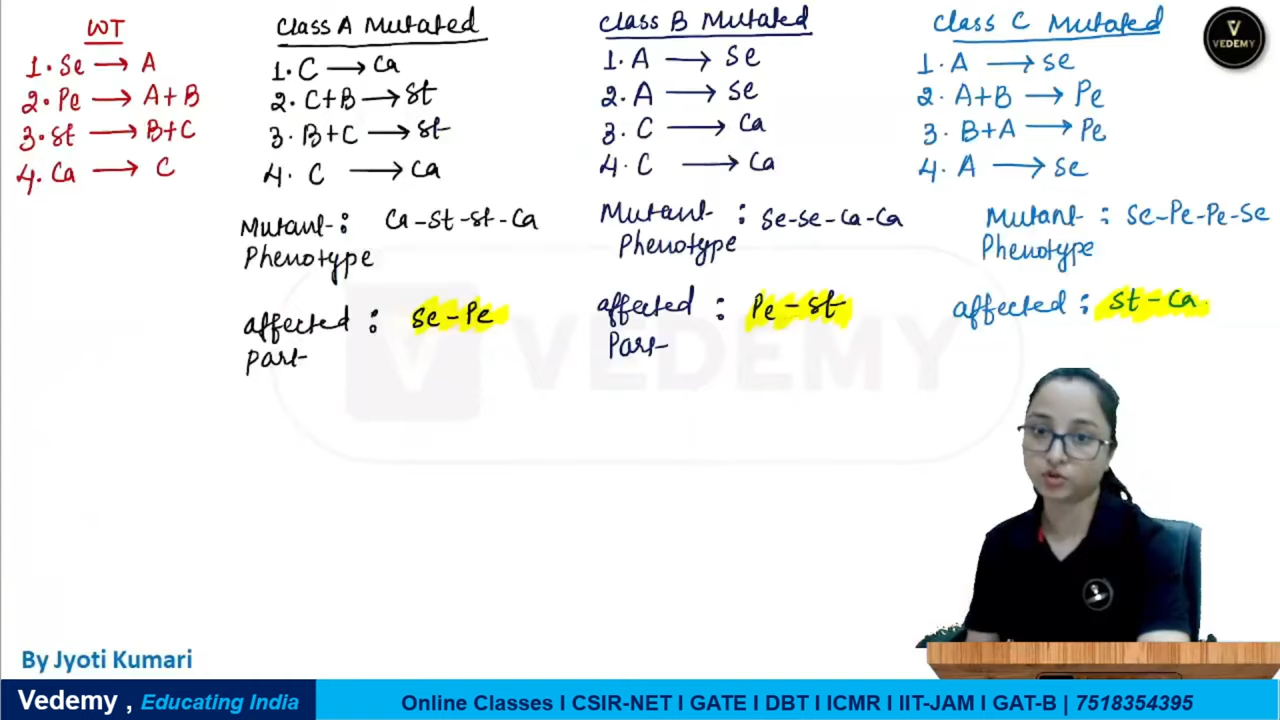 WT
1. Se → A
2. Pe → A+B
3. St → B+C
4. Ca → C
Class A Mutated
1. C → Ca
2. C+B → St
3. B+C → St
4. C → Ca
Mutant : Ca-St-St-Ca
Phenotype
affected : Se-Pe
Part
Class B Mutated
1. A → Se
2. A → Se
3. C → Ca
4. C → Ca
Mutant : Se-Se-Ca-Ca
Phenotype
affected : Pe-St
Part
Class C Mutated
1. A → Se
2. A+B → Pe
3. B+A → Pe
4. A → Se
Mutant : Se-Pe-Pe-Se
Phenotype
affected : St-Ca.
V
VEDEMY
VEDEMY
By Jyoti Kumari
Vedemy , Educating India
Online Classes I CSIR-NET I GATE I DBT I ICMR I IIT-JAM I GAT-B | 7518354395